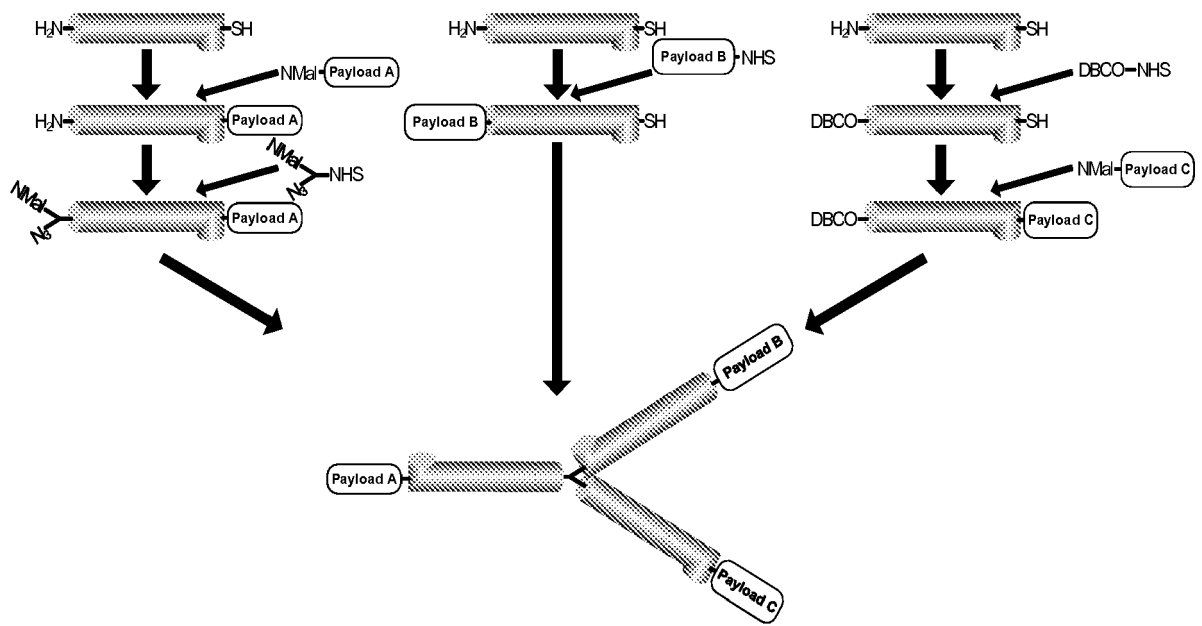 H₂N SH
NMal Payload A
H₂N Payload A
NMal
N₃ NHS
NMal
N₃ Payload A
H₂N SH
Payload B NHS
Payload B SH
H₂N SH
DBCO NHS
DBCO SH
NMal Payload C
DBCO Payload C
Payload B
Payload A
Payload C